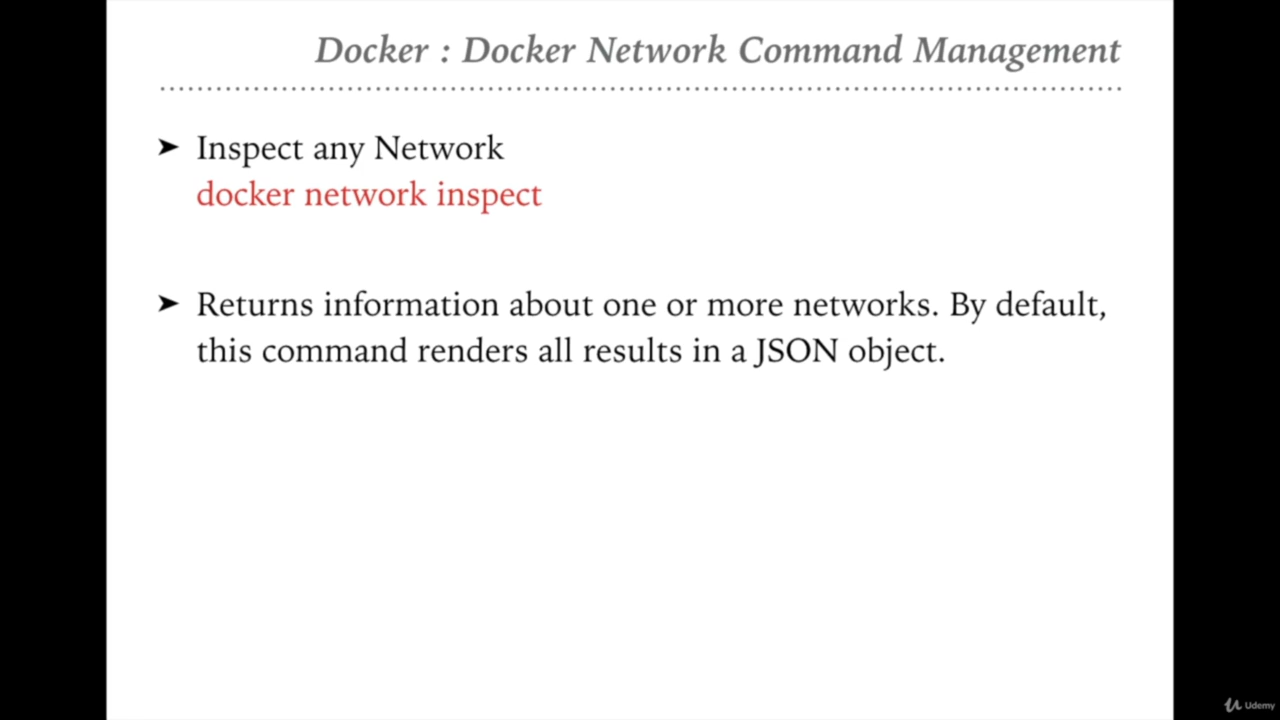 Docker : Docker Network Command Management
➤ Inspect any Network
docker network inspect
➤ Returns information about one or more networks. By default,
this command renders all results in a JSON object.
Udemy